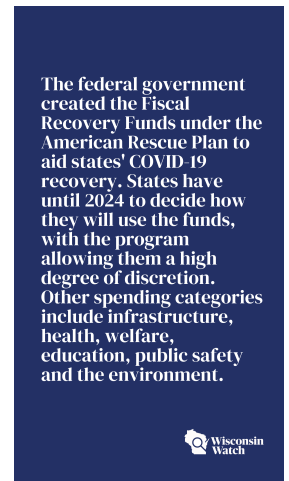 The federal government
created the Fiscal
Recovery Funds under the
American Rescue Plan to
aid states' COVID-19
recovery. States have
until 2024 to decide how
they will use the funds,
with the program
allowing them a high
degree of discretion.
Other spending categories
include infrastructure,
health, welfare,
education, public safety
and the environment.
Wisconsin
Watch